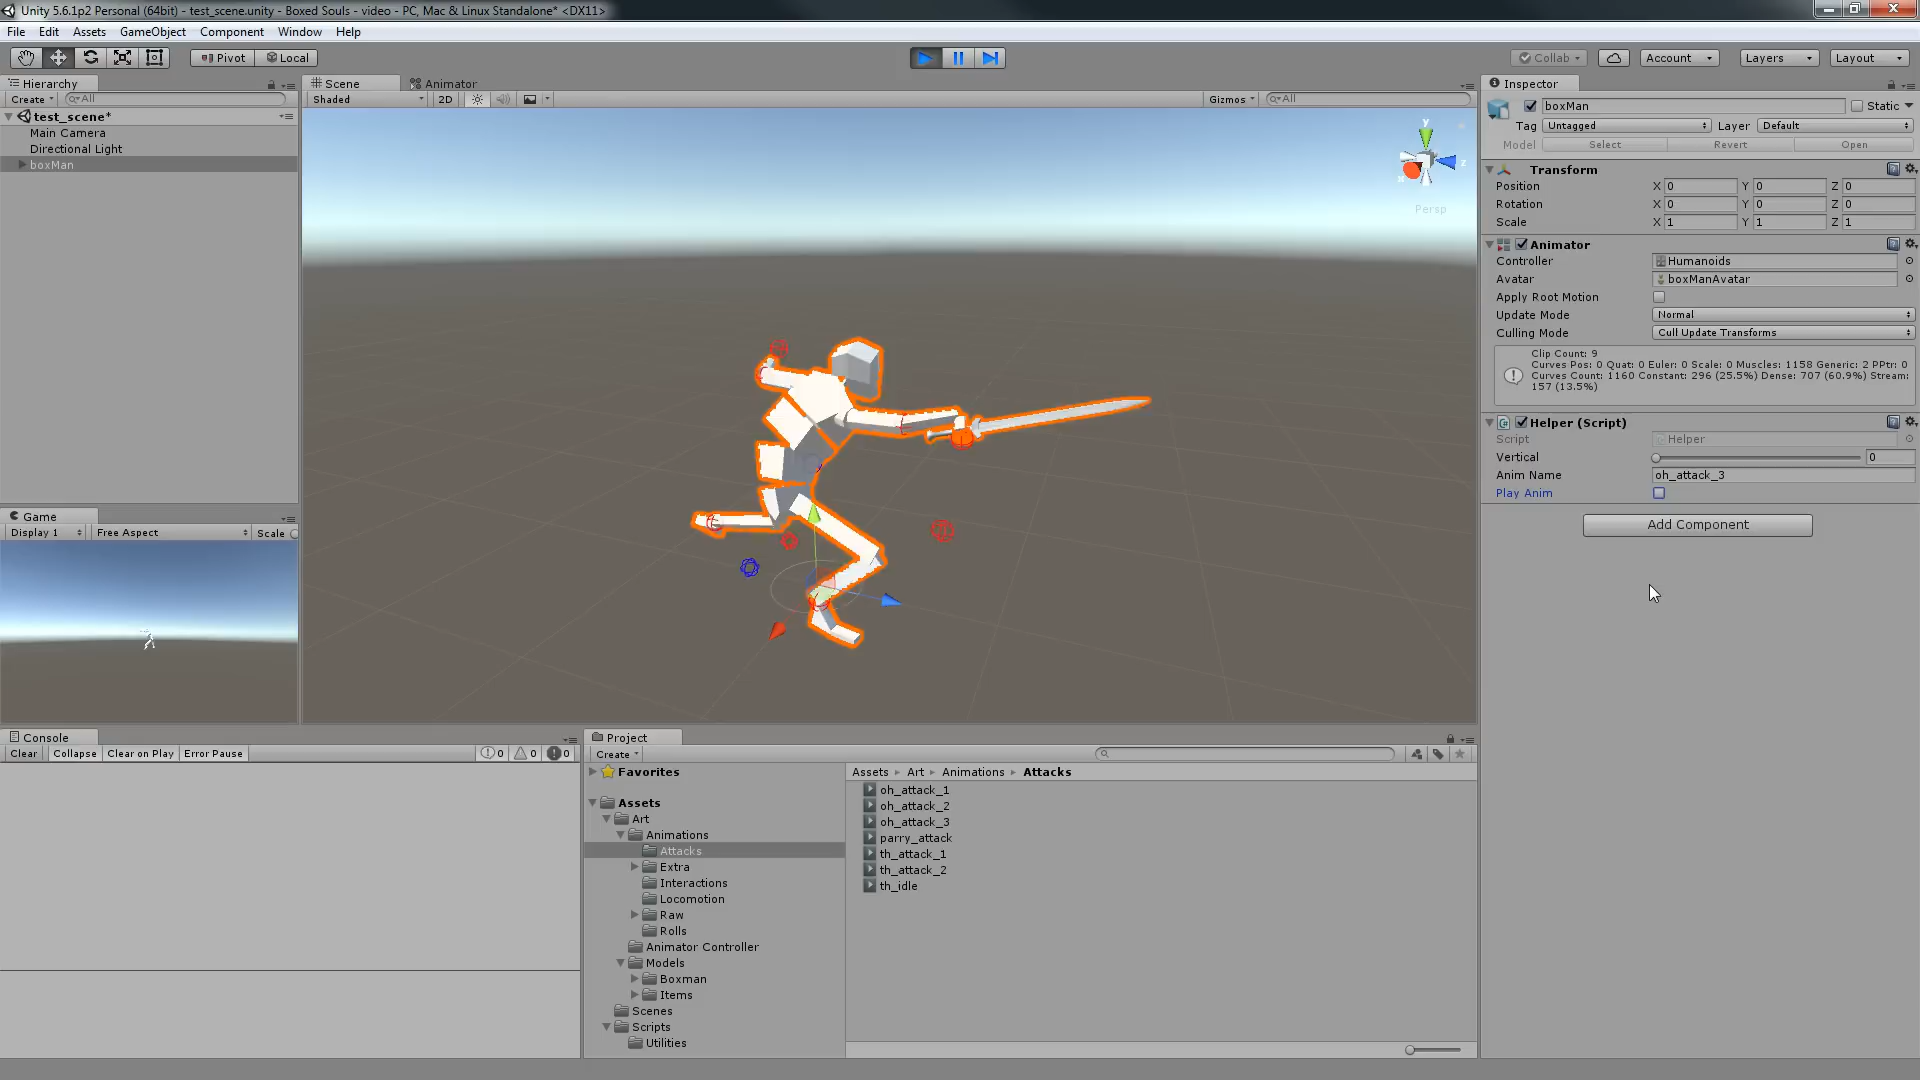 Unity 5.6.1p2 Personal (64bit) - test_scene.unity - Boxed Souls - video - PC, Mac & Linux Standalone* <DX11>
File Edit Assets GameObject Component Window Help
Pivot Local Collab Account Layers Layout
Hierarchy
Create All
test_scene*
Main Camera
Directional Light
boxMan
Scene Animator
Shaded 2D Gizmos All
y
z
x
Persp
Inspector
boxMan Static
Tag Untagged Layer Default
Model Select Revert Open
Transform
Position X 0 Y 0 Z 0
Rotation X 0 Y 0 Z 0
Scale X 1 Y 1 Z 1
Animator
Controller Humanoids
Avatar boxManAvatar
Apply Root Motion
Update Mode Normal
Culling Mode Cull Update Transforms
Clip Count: 9
Curves Pos: 0 Quat: 0 Euler: 0 Scale: 0 Muscles: 1158 Generic: 2 PPtr: 0
Curves Count: 1160 Constant: 296 (25.5%) Dense: 707 (60.9%) Stream:
157 (13.5%)
Helper (Script)
Script Helper
Vertical 0
Anim Name oh_attack_3
Play Anim
Add Component
Game
Display 1 Free Aspect Scale
Console
Clear Collapse Clear on Play Error Pause 0 0 0
Project
Create
Favorites
Assets
Art
Animations
Attacks
Extra
Interactions
Locomotion
Raw
Rolls
Animator Controller
Models
Boxman
Items
Scenes
Scripts
Utilities
Assets Art Animations Attacks
oh_attack_1
oh_attack_2
oh_attack_3
parry_attack
th_attack_1
th_attack_2
th_idle